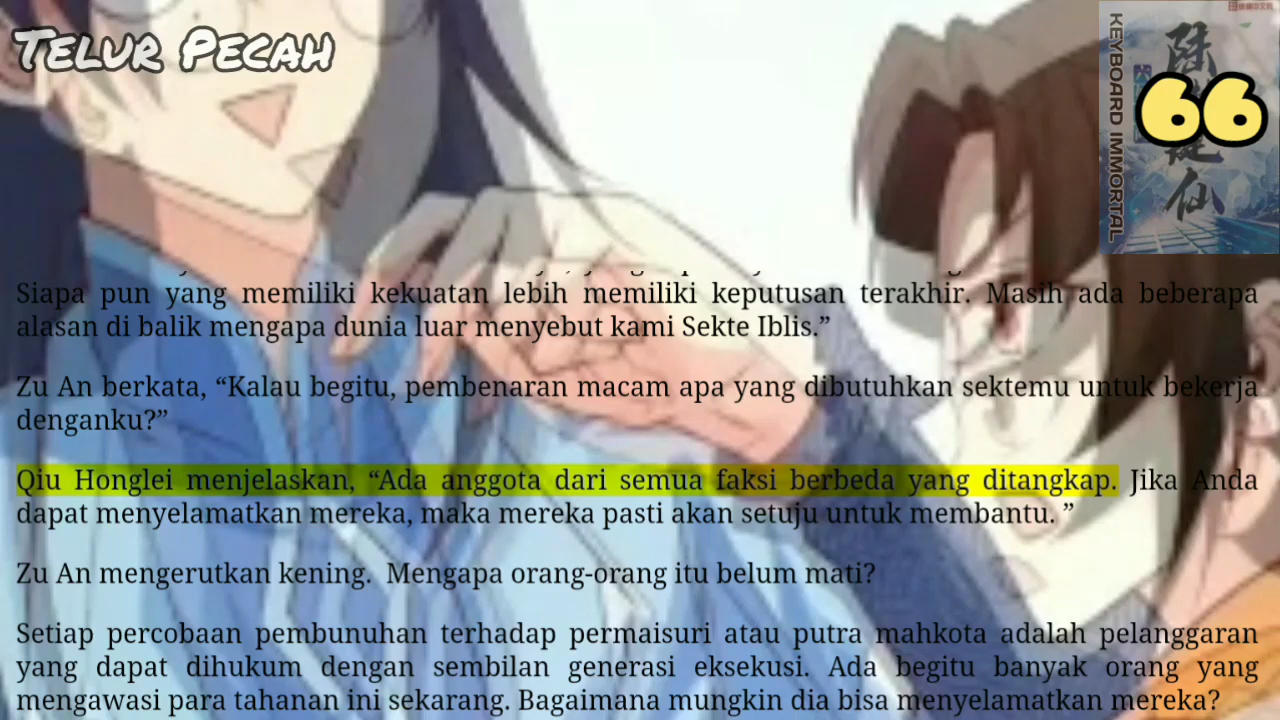 Telur Pecah
KEYBOARD IMMORTAL
66
Siapa pun yang memiliki kekuatan lebih memiliki keputusan terakhir. Masih ada beberapa
alasan di balik mengapa dunia luar menyebut kami Sekte Iblis.”
Zu An berkata, “Kalau begitu, pembenaran macam apa yang dibutuhkan sektemu untuk bekerja
denganku?”
Qiu Honglei menjelaskan, “Ada anggota dari semua faksi berbeda yang ditangkap. Jika Anda
dapat menyelamatkan mereka, maka mereka pasti akan setuju untuk membantu. ”
Zu An mengerutkan kening.  Mengapa orang-orang itu belum mati?
Setiap percobaan pembunuhan terhadap permaisuri atau putra mahkota adalah pelanggaran
yang dapat dihukum dengan sembilan generasi eksekusi. Ada begitu banyak orang yang
mengawasi para tahanan ini sekarang. Bagaimana mungkin dia bisa menyelamatkan mereka?